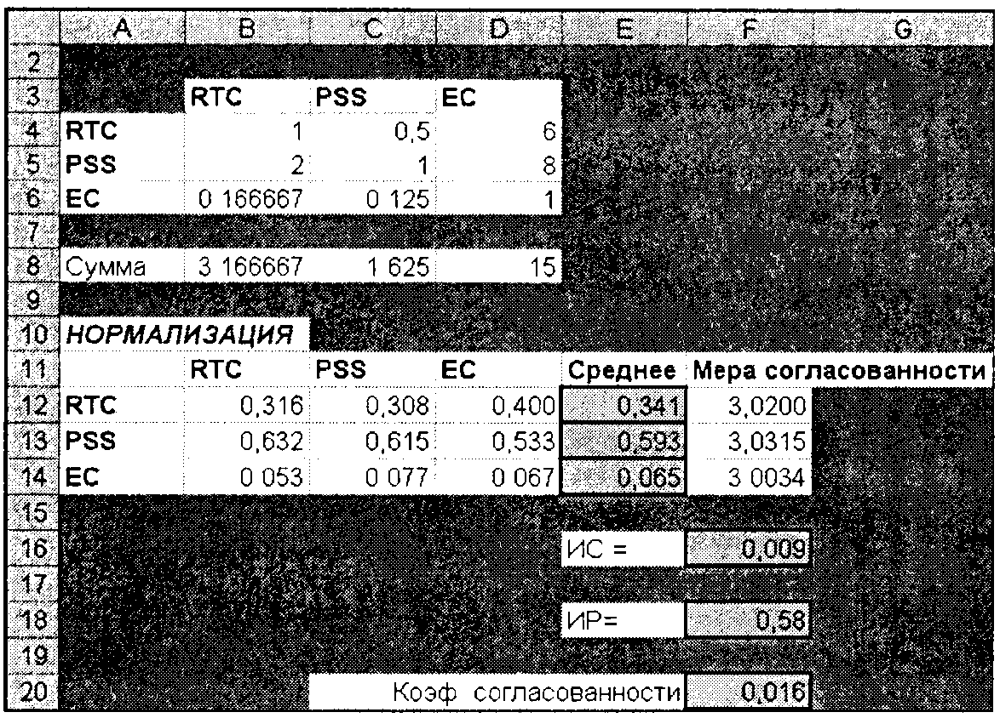 A B C D E F G
2
3 RTC PSS EC
4 RTC 1 0,5 6
5 PSS 2 1 8
6 EC 0 166667 0 125 1
7
8 Сумма 3 166667 1 625 15
9
10 НОРМАЛИЗАЦИЯ
11 RTC PSS EC Среднее Мера согласованности
12 RTC 0,316 0,308 0,400 0,341 3,0200
13 PSS 0,632 0,615 0,533 0,593 3,0315
14 EC 0 053 0 077 0 067 0,065 3 0034
15
16 ИС = 0,009
17
18 ИР= 0,58
19
20 Коэф согласованности 0,016